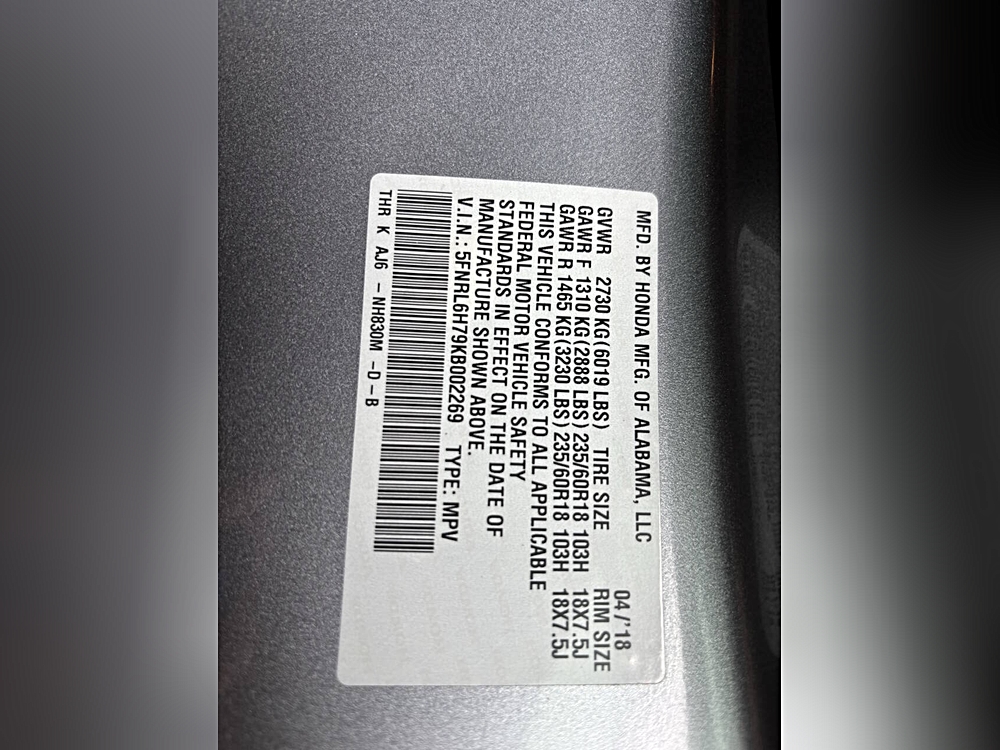 MFD. BY HONDA MFG. OF ALABAMA, LLC
04/'18
GVWR 2730 KG (6019 LBS) TIRE SIZE RIM SIZE
GAWR F 1310 KG (2888 LBS) 235/60R18 103H 18X7.5J
GAWR R 1465 KG (3230 LBS) 235/60R18 103H 18X7.5J
THIS VEHICLE CONFORMS TO ALL APPLICABLE
FEDERAL MOTOR VEHICLE SAFETY
STANDARDS IN EFFECT ON THE DATE OF
MANUFACTURE SHOWN ABOVE.
V.I.N.: 5FNRL6H79KB002269 TYPE: MPV
THR K AJ6 - NH830M - D - B